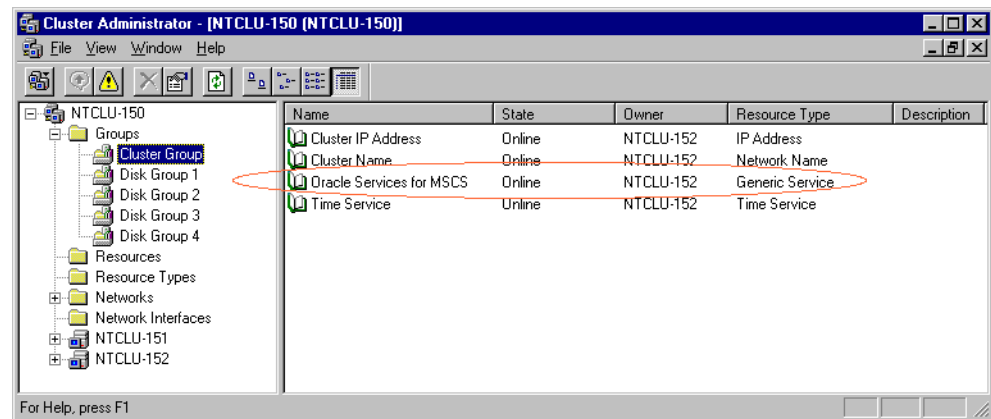 Cluster Administrator - [NTCLU-150 (NTCLU-150)]
File View Window Help
NTCLU-150
Groups
Cluster Group
Disk Group 1
Disk Group 2
Disk Group 3
Disk Group 4
Resources
Resource Types
Networks
Network Interfaces
NTCLU-151
NTCLU-152
Name State Owner Resource Type Description
Cluster IP Address Online NTCLU-152 IP Address
Cluster Name Online NTCLU-152 Network Name
Oracle Services for MSCS Online NTCLU-152 Generic Service
Time Service Online NTCLU-152 Time Service
For Help, press F1